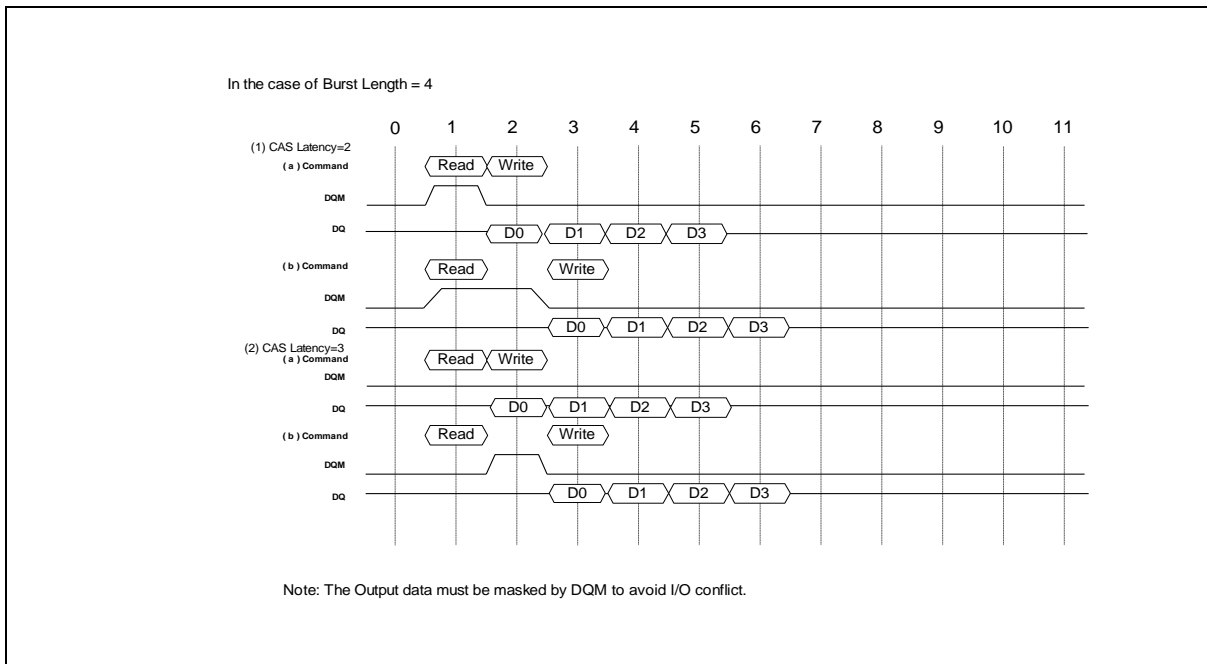 In the case of Burst Length = 4
0 1 2 3 4 5 6 7 8 9 10 11
(1) CAS Latency=2
( a ) Command Read Write
DQM
DQ D0 D1 D2 D3
( b ) Command Read Write
DQM
DQ D0 D1 D2 D3
(2) CAS Latency=3
( a ) Command Read Write
DQM
DQ D0 D1 D2 D3
( b ) Command Read Write
DQM
DQ D0 D1 D2 D3
Note: The Output data must be masked by DQM to avoid I/O conflict.